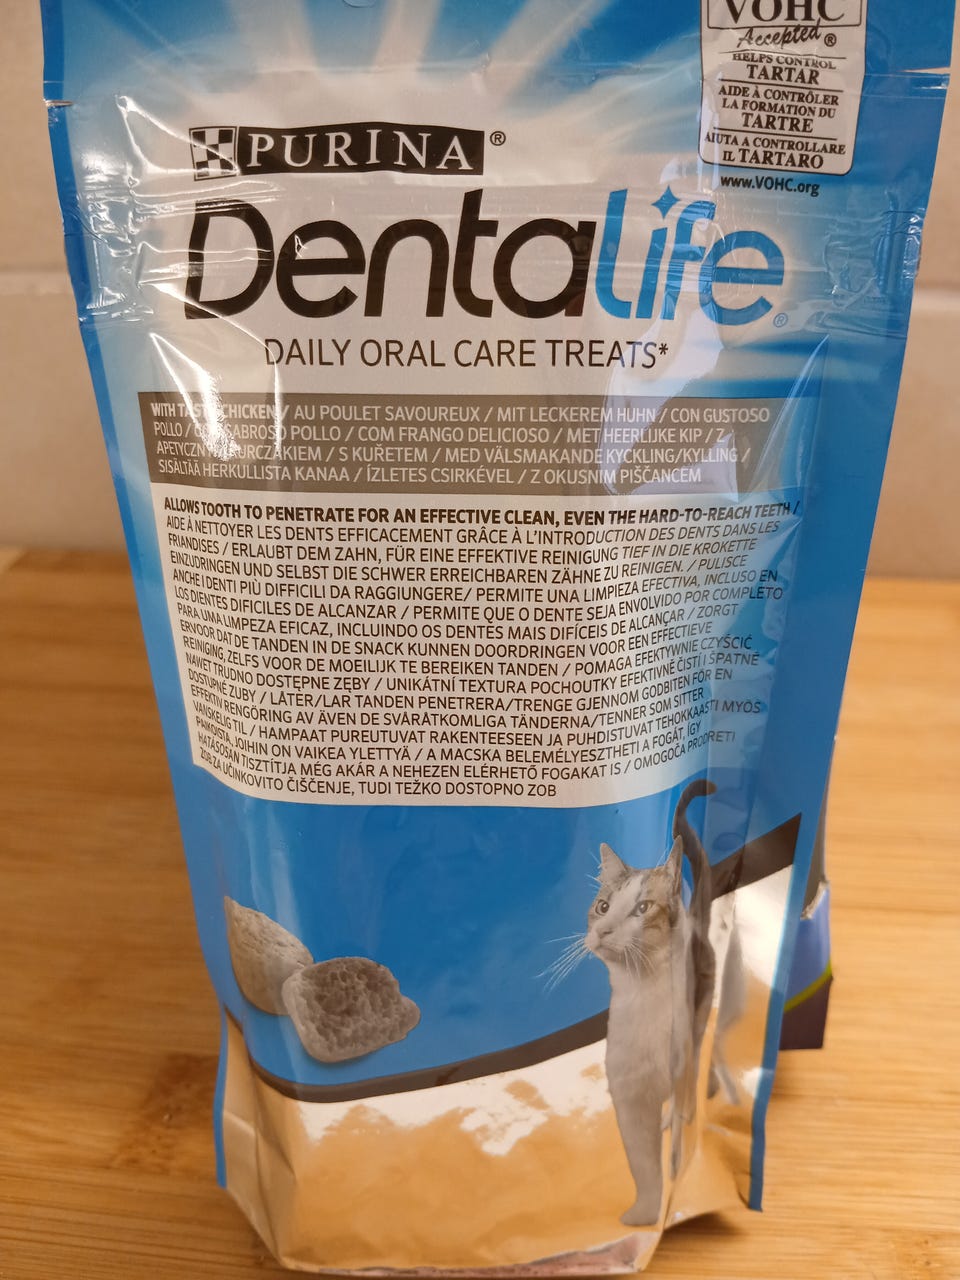 VOHC
Accepted®
HELPS CONTROL
TARTAR
AIDE À CONTRÔLER
LA FORMATION DU
TARTRE
AIUTA A CONTROLLARE
IL TARTARO
www.VOHC.org
PURINA®
DentaLife®
DAILY ORAL CARE TREATS*
WITH CHICKEN / AU POULET SAVOUREUX / MIT LECKEREM HUHN / CON GUSTOSO
POLLO / SABROSO POLLO / COM FRANGO DELICIOSO / MET HEERLIJKE KIP / Z
KURCZAKIEM / S KUŘETEM / MED VÄLSMAKANDE KYCKLING/KYLLING /
SISÄLTÄÄ HERKULLISTA KANAA / ÍZLETES CSIRKÉVEL / Z OKUSNIM PIŠČANCEM
ALLOWS TOOTH TO PENETRATE FOR AN EFFECTIVE CLEAN, EVEN THE HARD-TO-REACH TEETH /
AIDE À NETTOYER LES DENTS EFFICACEMENT GRÂCE À L'INTRODUCTION DES DENTS DANS LES
FRIANDISES / ERLAUBT DEM ZAHN, FÜR EINE EFFEKTIVE REINIGUNG TIEF IN DIE KROKETTE
EINZUDRINGEN UND SELBST DIE SCHWER ERREICHBAREN ZÄHNE ZU REINIGEN. / PULISCE
ANCHE I DENTI PIÙ DIFFICILI DA RAGGIUNGERE/ PERMITE UNA LIMPIEZA EFECTIVA, INCLUSO EN
LOS DIENTES DIFICILES DE ALCANZAR / PERMITE QUE O DENTE SEJA ENVOLVIDO POR COMPLETO
PARA UMA LIMPEZA EFICAZ, INCLUINDO OS DENTES MAIS DIFÍCEIS DE ALCANÇAR / ZORGT
ERVOOR DAT DE TANDEN IN DE SNACK KUNNEN DOORDRINGEN VOOR EEN EFFECTIEVE
REINIGING, ZELFS VOOR DE MOEILIJK TE BEREIKEN TANDEN / POMAGA EFEKTYWNIE CZYŚCIĆ
NAWET TRUDNO DOSTĘPNE ZĘBY / UNIKÁTNÍ TEXTURA POCHOUTKY EFEKTIVNĚ ČISTÍ I ŠPATNĚ
DOSTUPNÉ ZUBY / LÅTER/LAR TANDEN PENETRERA/TRENGE GJENNOM GODBITEN FÖR EN
EFFEKTIV RENGÖRING AV ÄVEN DE SVÅRÅTKOMLIGA TÄNDERNA/TENNER SOM SITTER
VANSKELIG TIL / HAMPAAT PUREUTUVAT RAKENTEESEEN JA PUHDISTUVAT TEHOKKAASTI MYÖS
PAIKOISTA, JOIHIN ON VAIKEA YLETTYÄ / A MACSKA BELEMÉLYESZTHETI A FOGÁT, ÍGY
HATÁSOSAN TISZTÍTJA MÉG AKÁR A NEHEZEN ELÉRHETŐ FOGAKAT IS / OMOGOČA PRODRETI
ZOB ZA UČINKOVITO ČIŠČENJE, TUDI TEŽKO DOSTOPNO ZOB